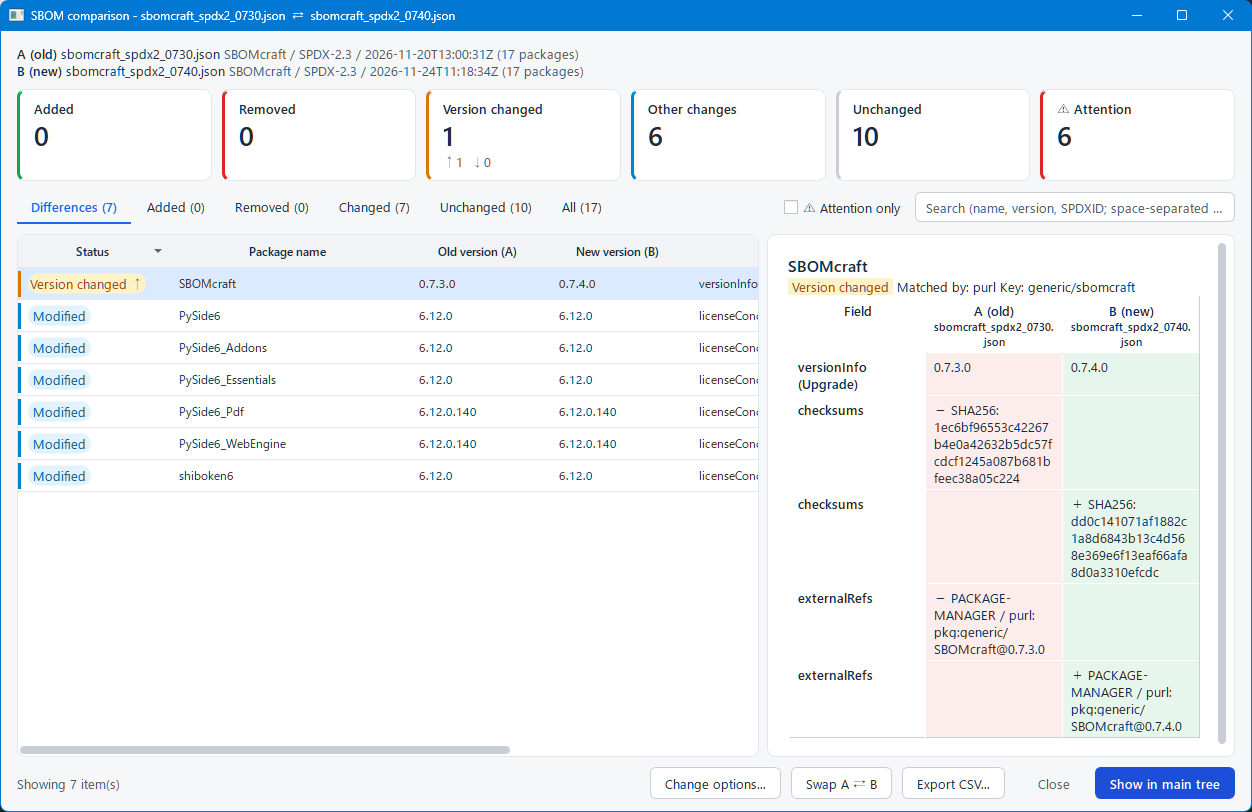 SBOM comparison - sbomcraft_spdx2_0730.json ⇄ sbomcraft_spdx2_0740.json
A (old) sbomcraft_spdx2_0730.json SBOMcraft / SPDX-2.3 / 2026-11-20T13:00:31Z (17 packages)
B (new) sbomcraft_spdx2_0740.json SBOMcraft / SPDX-2.3 / 2026-11-24T11:18:34Z (17 packages)
Added
0
Removed
0
Version changed
1
↑ 1 ↓ 0
Other changes
6
Unchanged
10
⚠ Attention
6
Differences (7) Added (0) Removed (0) Changed (7) Unchanged (10) All (17)
⚠ Attention only
Search (name, version, SPDXID; space-separated ...
Status Package name Old version (A) New version (B)
Version changed ↑ SBOMcraft 0.7.3.0 0.7.4.0 versionInfo
Modified PySide6 6.12.0 6.12.0 licenseConc
Modified PySide6_Addons 6.12.0 6.12.0 licenseConc
Modified PySide6_Essentials 6.12.0 6.12.0 licenseConc
Modified PySide6_Pdf 6.12.0.140 6.12.0.140 licenseConc
Modified PySide6_WebEngine 6.12.0.140 6.12.0.140 licenseConc
Modified shiboken6 6.12.0 6.12.0 licenseConc
SBOMcraft
Version changed Matched by: purl Key: generic/sbomcraft
Field
A (old)
sbomcraft_spdx2_0730.
json
B (new)
sbomcraft_spdx2_0740.
json
versionInfo
(Upgrade)
0.7.3.0
0.7.4.0
checksums
− SHA256:
1ec6bf96553c42267
b4e0a42632b5dc57f
cdcf1245a087b681b
feec38a05c224
checksums
+ SHA256:
dd0c141071af1882c
1a8d6843b13c4d56
8e369e6f13eaf66afa
8d0a3310efcdc
externalRefs
− PACKAGE-
MANAGER / purl:
pkg:generic/
SBOMcraft@0.7.3.0
externalRefs
+ PACKAGE-
MANAGER / purl:
pkg:generic/
SBOMcraft@0.7.4.0
Showing 7 item(s)
Change options... Swap A ⇄ B Export CSV... Close Show in main tree